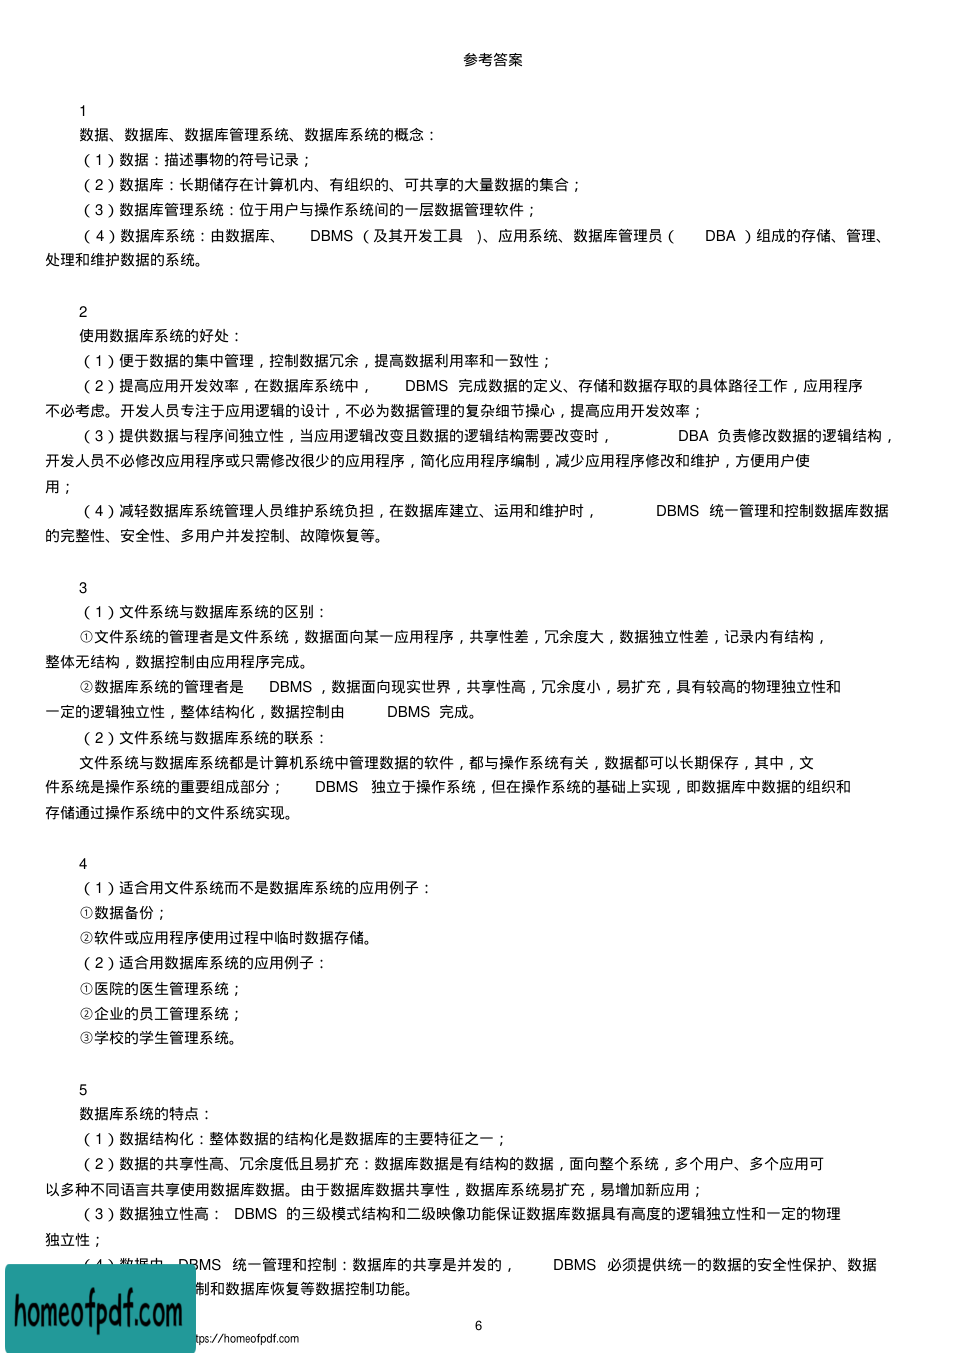 参考答案
1
数据、数据库、数据库管理系统、数据库系统的概念：
（1）数据：描述事物的符号记录；
（2）数据库：长期储存在计算机内、有组织的、可共享的大量数据的集合；
（3）数据库管理系统：位于用户与操作系统间的一层数据管理软件；
（4）数据库系统：由数据库、 DBMS（及其开发工具 )、应用系统、数据库管理员（ DBA ）组成的存储、管理、
处理和维护数据的系统。
2
使用数据库系统的好处：
（1）便于数据的集中管理，控制数据冗余，提高数据利用率和一致性；
（2）提高应用开发效率，在数据库系统中， DBMS 完成数据的定义、存储和数据存取的具体路径工作，应用程序
不必考虑。开发人员专注于应用逻辑的设计，不必为数据管理的复杂细节操心，提高应用开发效率；
（3）提供数据与程序间独立性，当应用逻辑改变且数据的逻辑结构需要改变时， DBA 负责修改数据的逻辑结构，
开发人员不必修改应用程序或只需修改很少的应用程序，简化应用程序编制，减少应用程序修改和维护，方便用户使
用；
（4）减轻数据库系统管理人员维护系统负担，在数据库建立、运用和维护时， DBMS 统一管理和控制数据库数据
的完整性、安全性、多用户并发控制、故障恢复等。
3
（1）文件系统与数据库系统的区别：
①文件系统的管理者是文件系统，数据面向某一应用程序，共享性差，冗余度大，数据独立性差，记录内有结构，
整体无结构，数据控制由应用程序完成。
②数据库系统的管理者是 DBMS ，数据面向现实世界，共享性高，冗余度小，易扩充，具有较高的物理独立性和
一定的逻辑独立性，整体结构化，数据控制由 DBMS 完成。
（2）文件系统与数据库系统的联系：
文件系统与数据库系统都是计算机系统中管理数据的软件，都与操作系统有关，数据都可以长期保存，其中，文
件系统是操作系统的重要组成部分； DBMS 独立于操作系统，但在操作系统的基础上实现，即数据库中数据的组织和
存储通过操作系统中的文件系统实现。
4
（1）适合用文件系统而不是数据库系统的应用例子：
①数据备份；
②软件或应用程序使用过程中临时数据存储。
（2）适合用数据库系统的应用例子：
①医院的医生管理系统；
②企业的员工管理系统；
③学校的学生管理系统。
5
数据库系统的特点：
（1）数据结构化：整体数据的结构化是数据库的主要特征之一；
（2）数据的共享性高、冗余度低且易扩充：数据库数据是有结构的数据，面向整个系统，多个用户、多个应用可
以多种不同语言共享使用数据库数据。由于数据库数据共享性，数据库系统易扩充，易增加新应用；
（3）数据独立性高： DBMS 的三级模式结构和二级映像功能保证数据库数据具有高度的逻辑独立性和一定的物理
独立性；
（4）数据由 DBMS 统一管理和控制：数据库的共享是并发的， DBMS 必须提供统一的数据的安全性保护、数据
制和数据库恢复等数据控制功能。
homeofpdf.com
6
tps://homeofpdf.com